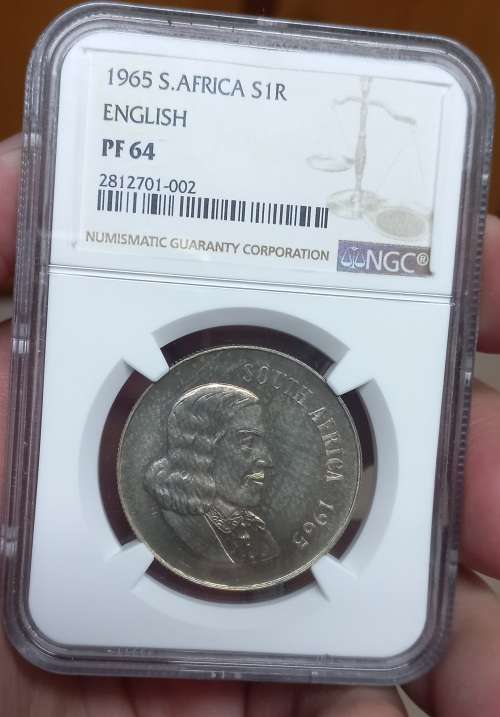 1965 S.AFRICA S1R
ENGLISH
PF 64
2812701-002
NUMISMATIC GUARANTY CORPORATION
NGC®
SOUTH AFRICA 1965